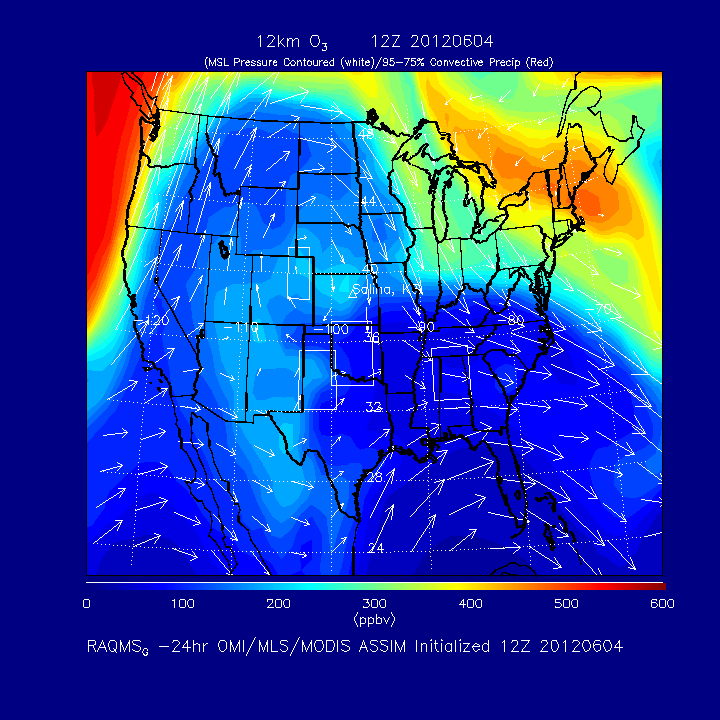 12km O3 12Z 20120604
(MSL Pressure Contoured (white)/95-75% Convective Precip (Red)
48
44
40
Salina, KS
-120 -110 -100 -90 -80 -70
36
32
28
24
0 100 200 300 400 500 600
(ppbv)
RAQMSG -24hr OMI/MLS/MODIS ASSIM Initialized 12Z 20120604